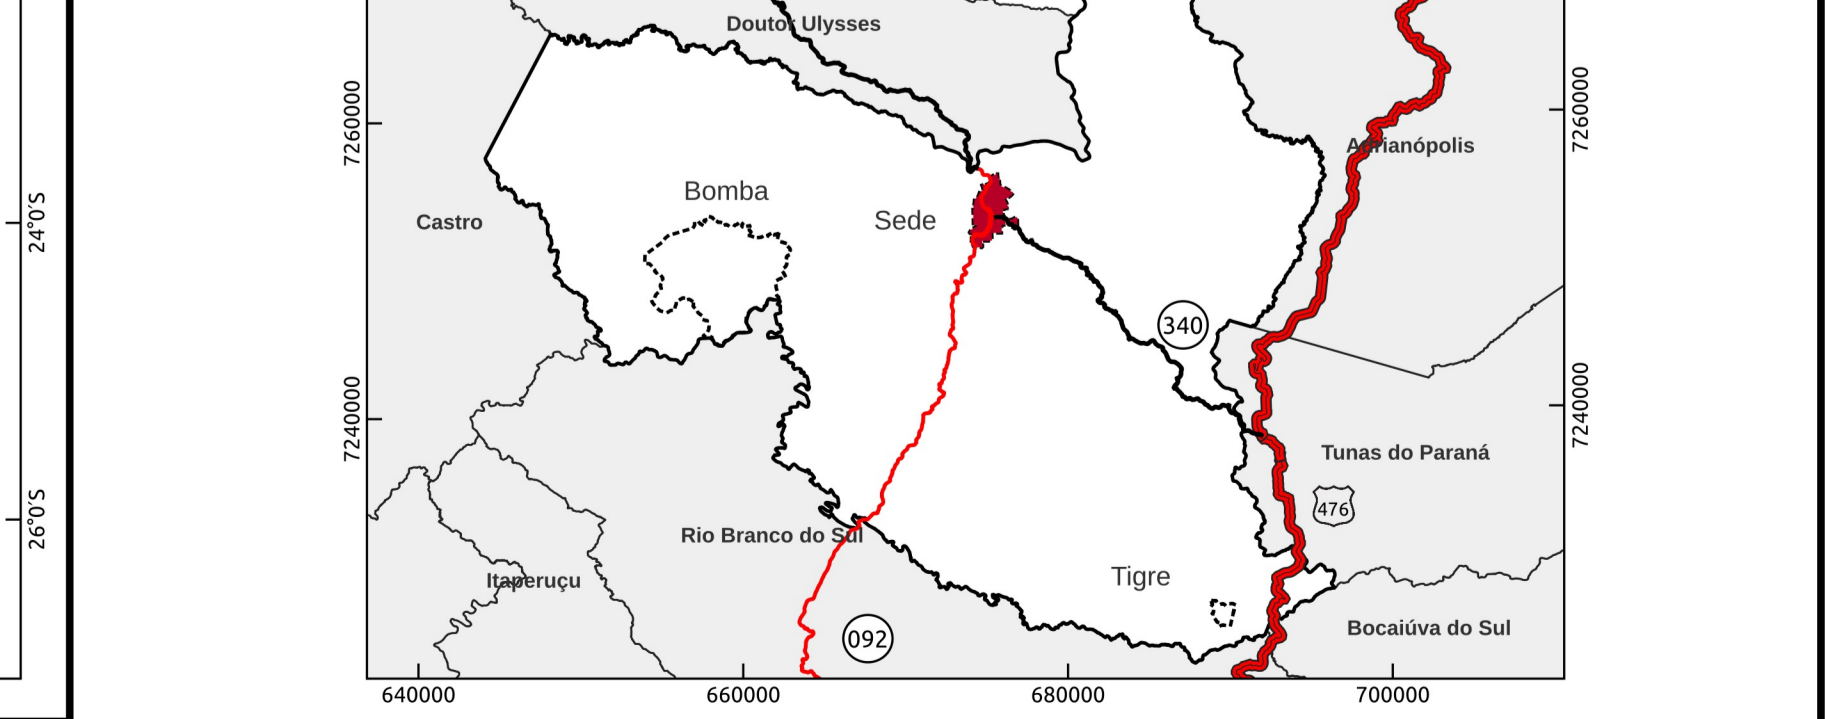 Doutor Ulysses
7260000
7260000
Adrianópolis
Bomba
24°0'S
Castro
Sede
340
7240000
7240000
Tunas do Paraná
476
26°0'S
Rio Branco do Sul
Itaperuçu
Tigre
092
Bocaiúva do Sul
640000
660000
680000
700000